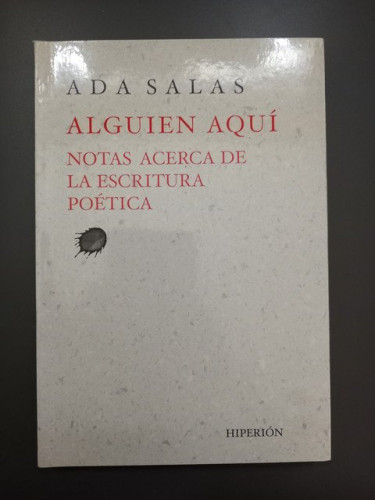 ADA SALAS
ALGUIEN AQUÍ
NOTAS ACERCA DE
LA ESCRITURA
POÉTICA
HIPERIÓN